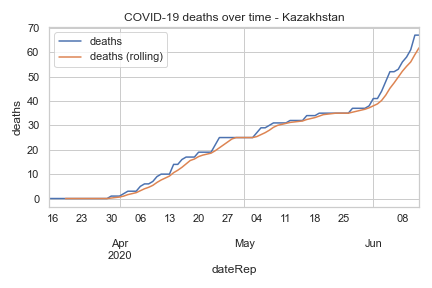 COVID-19 deaths over time - Kazakhstan
deaths
deaths (rolling)
70
60
50
40
30
20
10
0
deaths
16 23 30 06 13 20 27 04 11 18 25 08
Apr May Jun
2020
dateRep